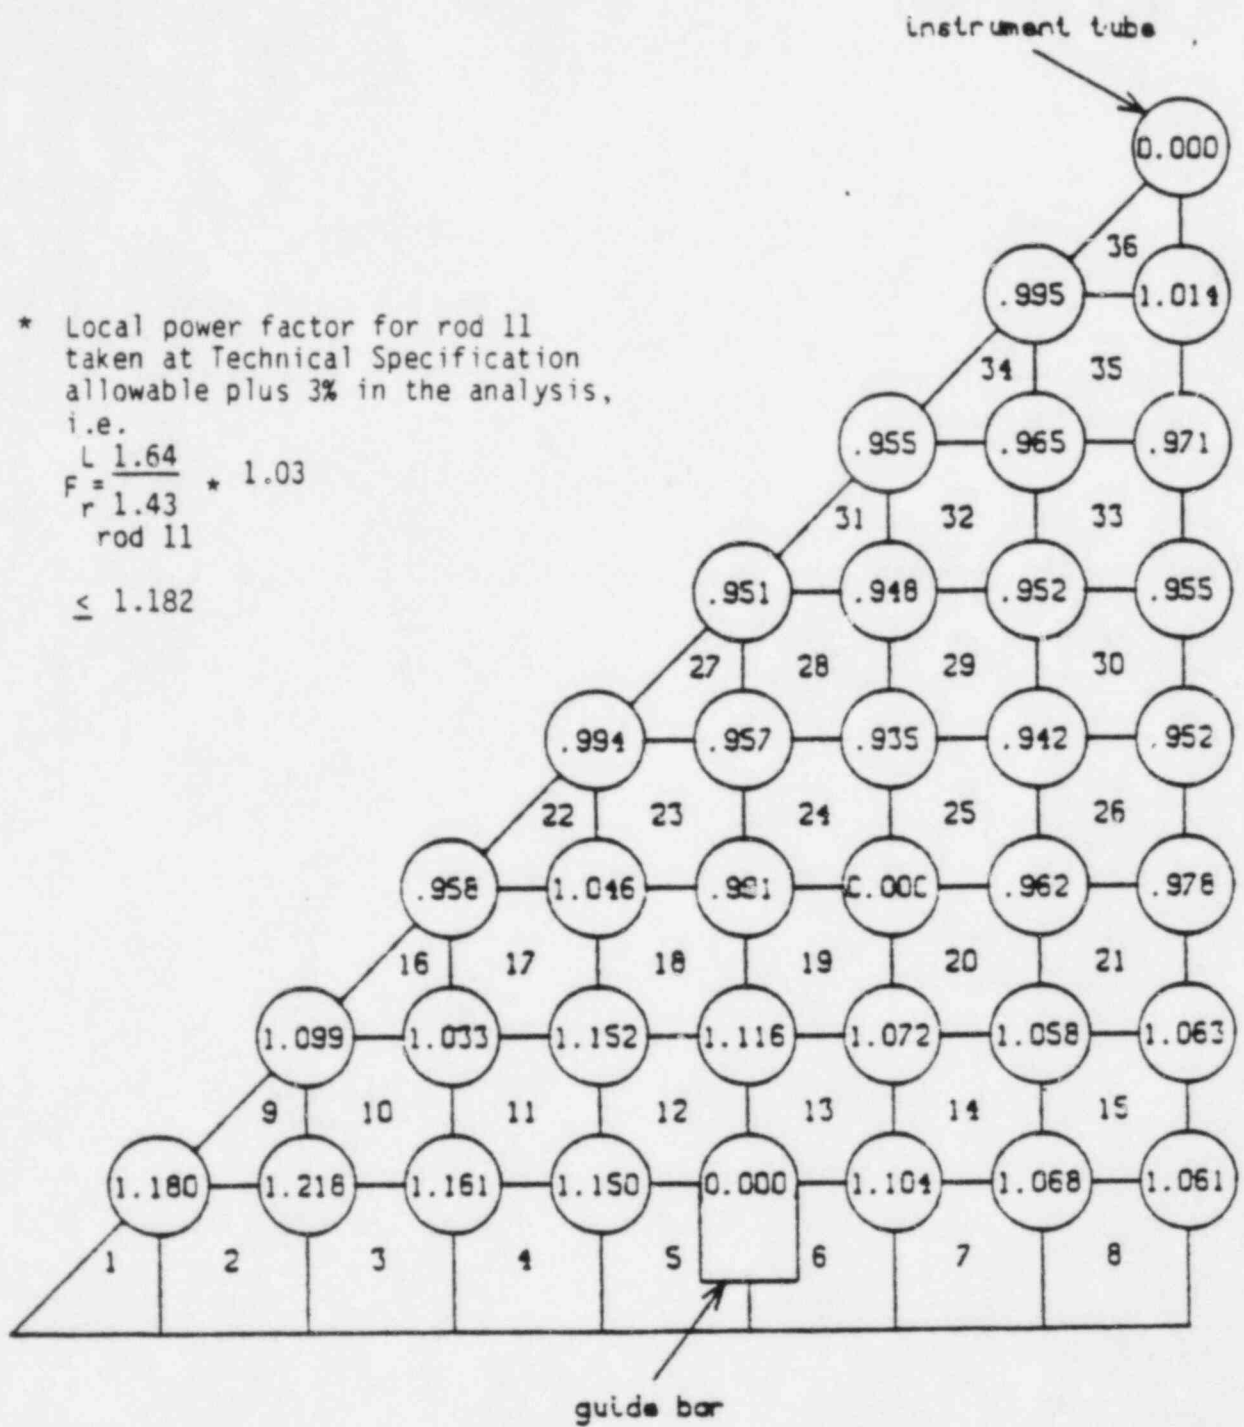 instrument tube
0.000
36
.995 1.014
* Local power factor for rod 11
taken at Technical Specification
allowable plus 3% in the analysis,
i.e.
L 1.64
F = * 1.03
r 1.43
rod 11
≤ 1.182
34 35
.955 .965 .971
31 32 33
.951 .948 .952 .955
27 28 29 30
.994 .957 .935 .942 .952
22 23 24 25 26
.958 1.046 .962 .978
16 17 18 19 20 21
1.099 1.033 1.152 1.116 1.072 1.058 1.063
9 10 11 12 13 14 15
1.180 1.218 1.161 1.150 0.000 1.104 1.068 1.061
1 2 3 4 5 6 7 8
guide bar